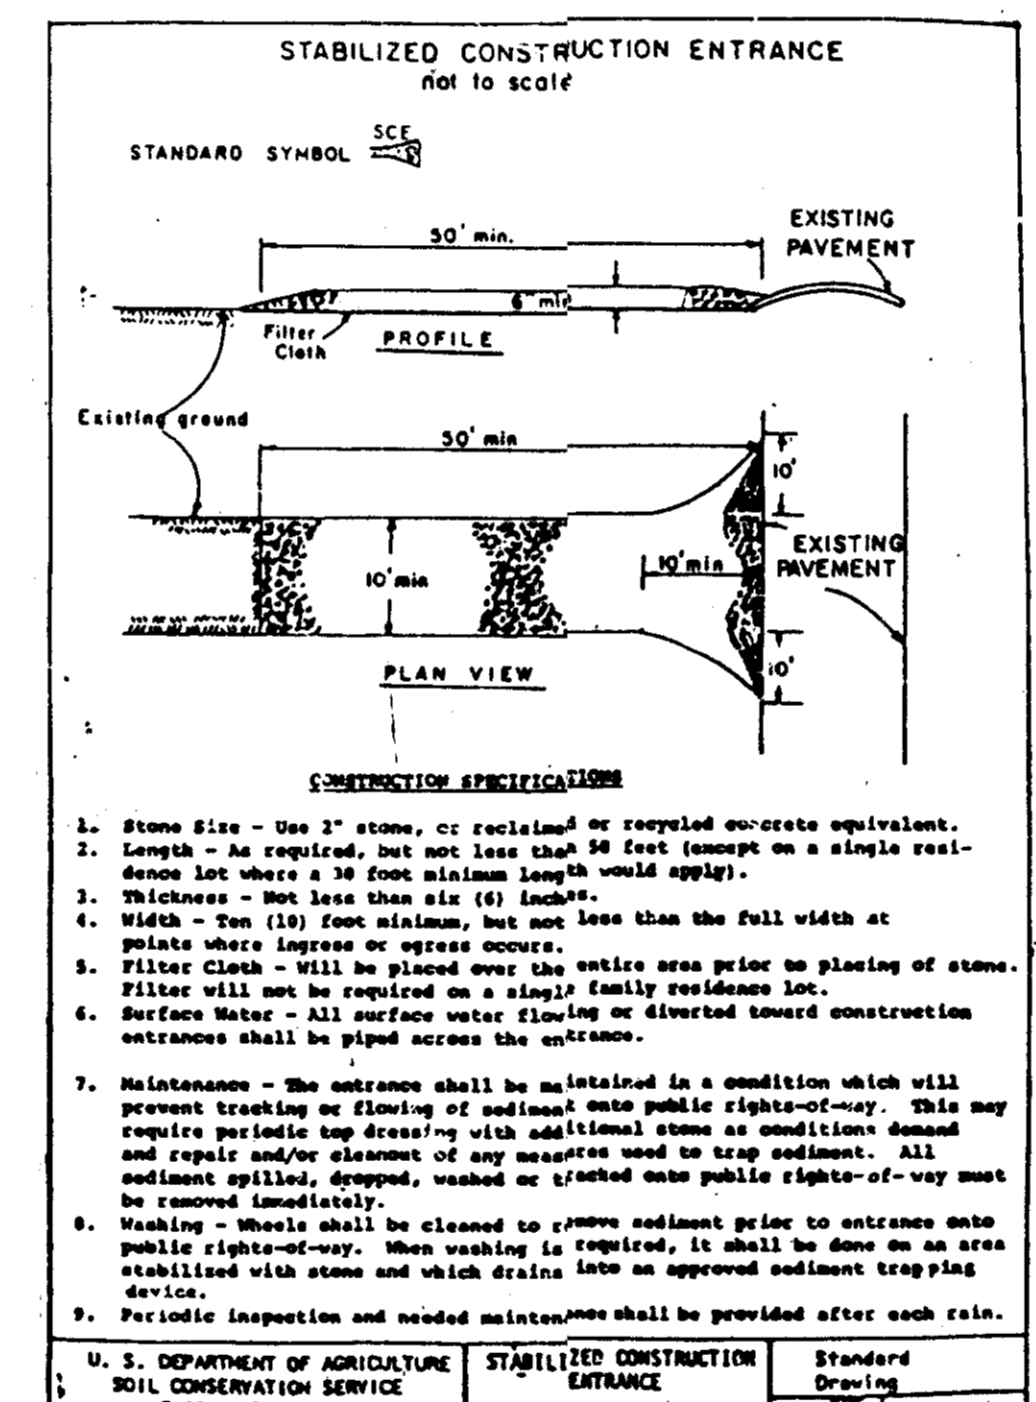 STABILIZED CONSTRUCTION ENTRANCE
not to scale
STANDARD SYMBOL
SCE
50' min.
EXISTING
PAVEMENT
6" min
Filter
Cloth
PROFILE
Existing ground
50' min
10'
10' min
10' min
EXISTING
PAVEMENT
10'
PLAN VIEW
CONSTRUCTION SPECIFICATIONS
1. Stone Size - Use 2" stone, or reclaimed or recycled concrete equivalent.
2. Length - As required, but not less than 50 feet (except on a single resi-
dence lot where a 30 foot minimum length would apply).
3. Thickness - Not less than six (6) inches.
4. Width - Ten (10) foot minimum, but not less than the full width at
points where ingress or egress occurs.
5. Filter Cloth - Will be placed over the entire area prior to placing of stone.
Filter will not be required on a single family residence lot.
6. Surface Water - All surface water flowing or diverted toward construction
entrances shall be piped across the entrance.
7. Maintenance - The entrance shall be maintained in a condition which will
prevent tracking or flowing of sediment onto public rights-of-way. This may
require periodic top dressing with additional stone as conditions demand
and repair and/or cleanout of any measures used to trap sediment. All
sediment spilled, dropped, washed or tracked onto public rights-of-way must
be removed immediately.
8. Washing - Wheels shall be cleaned to remove sediment prior to entrance onto
public rights-of-way. When washing is required, it shall be done on an area
stabilized with stone and which drains into an approved sediment trapping
device.
9. Periodic inspection and needed maintenance shall be provided after each rain.
U. S. DEPARTMENT OF AGRICULTURE
SOIL CONSERVATION SERVICE
STABILIZED CONSTRUCTION
ENTRANCE
Standard
Drawing